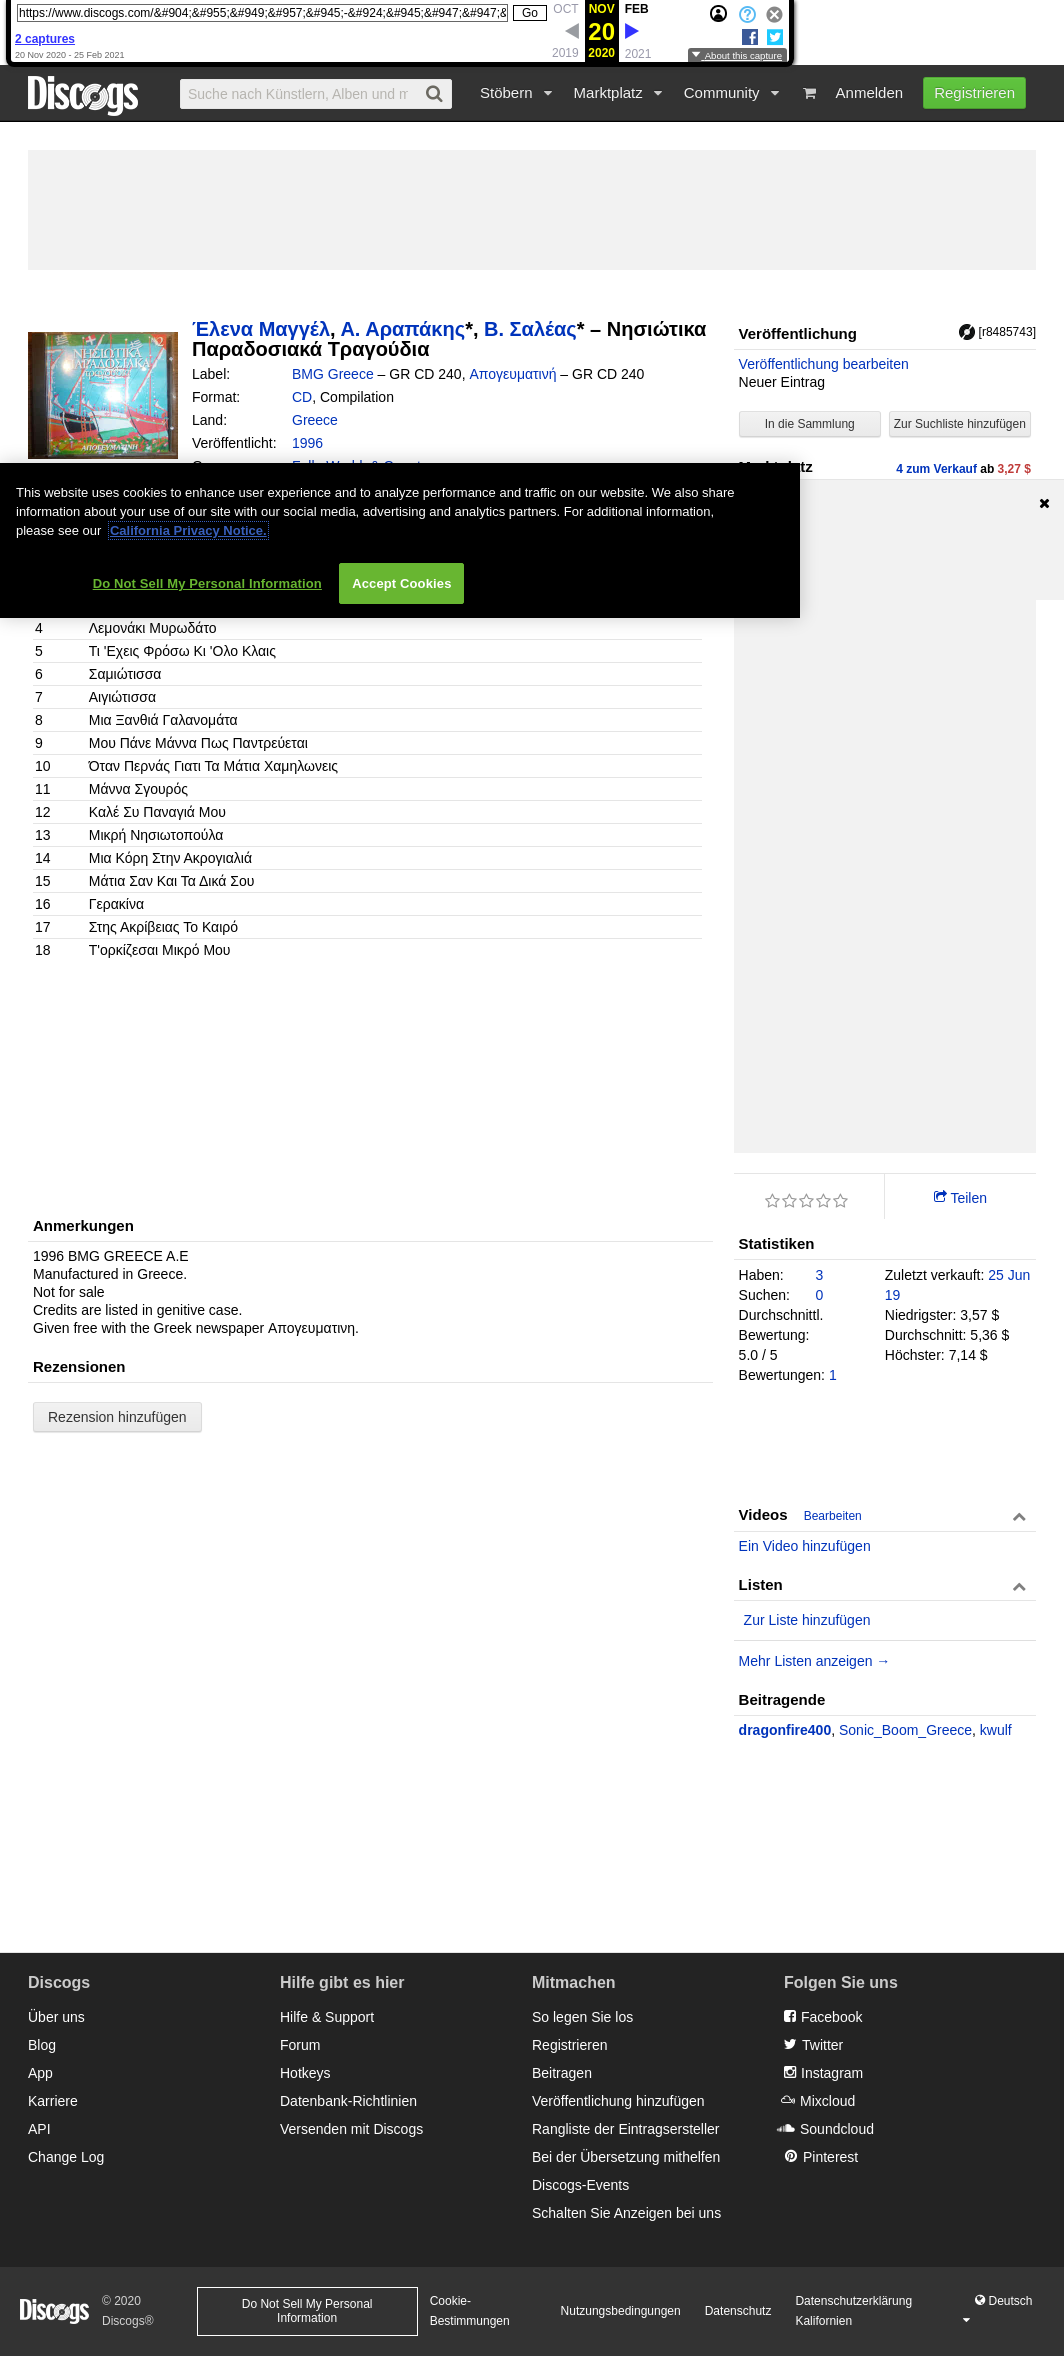 https://www.discogs.com/&#904;&#955;&#949;&#957;&#945;-&#924;&#945;&#947;&#947;& Go OCT NOV FEB
20
2 captures
20 Nov 2020 - 25 Feb 2021 2019 2020 2021 About this capture
Discogs Suche nach Künstlern, Alben und m Stöbern Marktplatz Community Anmelden Registrieren
Έλενα Μαγγέλ, Α. Αραπάκης*, Β. Σαλέας* – Νησιώτικα
Παραδοσιακά Τραγούδια
ΝΗΣΙΩΤΙΚΑ
ΑΠΟΓΕΥΜΑΤΙΝΗ
Label: BMG Greece – GR CD 240, Απογευματινή – GR CD 240
Format: CD, Compilation
Land: Greece
Veröffentlicht: 1996
Veröffentlichung [r8485743]
Veröffentlichung bearbeiten
Neuer Eintrag
In die Sammlung Zur Suchliste hinzufügen
4 zum Verkauf ab 3,27 $
This website uses cookies to enhance user experience and to analyze performance and traffic on our website. We also share
information about your use of our site with our social media, advertising and analytics partners. For additional information,
please see our California Privacy Notice.
Do Not Sell My Personal Information Accept Cookies
4 Λεμονάκι Μυρωδάτο
5 Τι 'Εχεις Φρόσω Κι 'Ολο Κλαις
6 Σαμιώτισσα
7 Αιγιώτισσα
8 Μια Ξανθιά Γαλανομάτα
9 Μου Πάνε Μάννα Πως Παντρεύεται
10 Όταν Περνάς Γιατι Τα Μάτια Χαμηλωνεις
11 Μάννα Σγουρός
12 Καλέ Συ Παναγιά Μου
13 Μικρή Νησιωτοπούλα
14 Μια Κόρη Στην Ακρογιαλιά
15 Μάτια Σαν Και Τα Δικά Σου
16 Γερακίνα
17 Στης Ακρίβειας Το Καιρό
18 Τ'ορκίζεσαι Μικρό Μου
Anmerkungen
1996 BMG GREECE A.E
Manufactured in Greece.
Not for sale
Credits are listed in genitive case.
Given free with the Greek newspaper Απογευματινη.
Rezensionen
Rezension hinzufügen
Teilen
Statistiken
Haben: 3
Suchen: 0
Durchschnittl.
Bewertung:
5.0 / 5
Bewertungen: 1
Zuletzt verkauft: 25 Jun
19
Niedrigster: 3,57 $
Durchschnitt: 5,36 $
Höchster: 7,14 $
Videos Bearbeiten
Ein Video hinzufügen
Listen
Zur Liste hinzufügen
Mehr Listen anzeigen →
Beitragende
dragonfire400, Sonic_Boom_Greece, kwulf
Discogs
Über uns
Blog
App
Karriere
API
Change Log
Hilfe gibt es hier
Hilfe & Support
Forum
Hotkeys
Datenbank-Richtlinien
Versenden mit Discogs
Mitmachen
So legen Sie los
Registrieren
Beitragen
Veröffentlichung hinzufügen
Rangliste der Eintragsersteller
Bei der Übersetzung mithelfen
Discogs-Events
Schalten Sie Anzeigen bei uns
Folgen Sie uns
Facebook
Twitter
Instagram
Mixcloud
Soundcloud
Pinterest
Discogs
© 2020
Discogs®
Do Not Sell My Personal
Information
Cookie-
Bestimmungen
Nutzungsbedingungen
Datenschutz
Datenschutzerklärung
Kalifornien
Deutsch